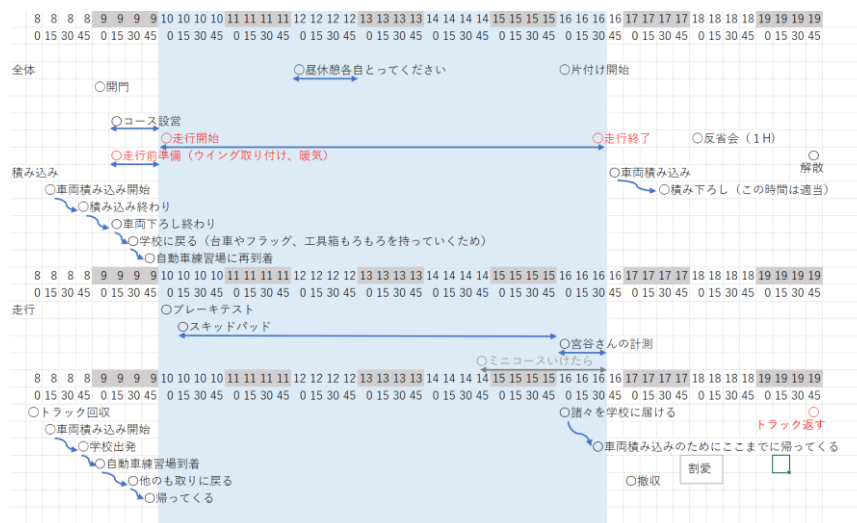 8 8 8 8 9 9 9 9 10 10 10 10 11 11 11 11 12 12 12 12 13 13 13 13 14 14 14 14 15 15 15 15 16 16 16 16 17 17 17 17 18 18 18 18 19 19 19 19
0 15 30 45 0 15 30 45 0 15 30 45 0 15 30 45 0 15 30 45 0 15 30 45 0 15 30 45 0 15 30 45 0 15 30 45 0 15 30 45 0 15 30 45 0 15 30 45
全体 〇昼休憩各自とってください 〇片付け開始
〇開門
〇コース設営
〇走行開始 〇走行終了 〇反省会（1H）
〇走行前準備（ウイング取り付け、暖気） 〇
解散
積み込み 〇車両積み込み
〇車両積み込み開始 〇積み下ろし（この時間は適当）
〇積み込み終わり
〇車両下ろし終わり
〇学校に戻る（台車やフラッグ、工具箱もろもろを持っていくため）
〇自動車練習場に再到着
8 8 8 8 9 9 9 9 10 10 10 10 11 11 11 11 12 12 12 12 13 13 13 13 14 14 14 14 15 15 15 15 16 16 16 16 17 17 17 17 18 18 18 18 19 19 19 19
0 15 30 45 0 15 30 45 0 15 30 45 0 15 30 45 0 15 30 45 0 15 30 45 0 15 30 45 0 15 30 45 0 15 30 45 0 15 30 45 0 15 30 45 0 15 30 45
走行 〇ブレーキテスト
〇スキッドパッド
〇宮谷さんの計測
〇ミニコースいけたら
8 8 8 8 9 9 9 9 10 10 10 10 11 11 11 11 12 12 12 12 13 13 13 13 14 14 14 14 15 15 15 15 16 16 16 16 17 17 17 17 18 18 18 18 19 19 19 19
0 15 30 45 0 15 30 45 0 15 30 45 0 15 30 45 0 15 30 45 0 15 30 45 0 15 30 45 0 15 30 45 0 15 30 45 0 15 30 45 0 15 30 45 0 15 30 45
〇トラック回収 〇諸々を学校に届ける 〇
〇車両積み込み開始 トラック返す
〇学校出発 〇車両積み込みのためにここまでに帰ってくる
〇自動車練習場到着 割愛
〇他のも取りに戻る 〇撤収
〇帰ってくる